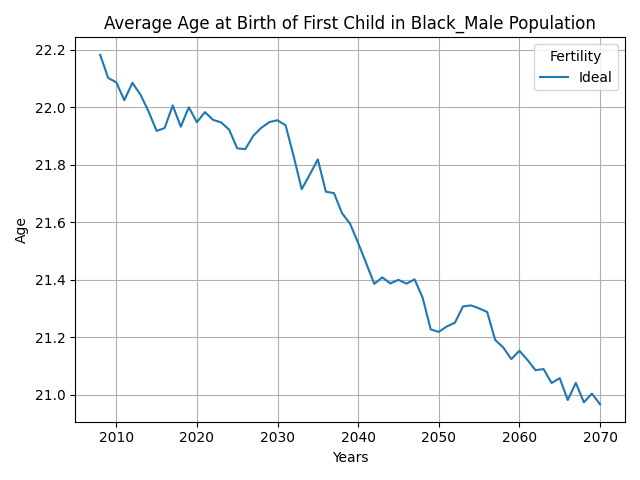 Average Age at Birth of First Child in Black_Male Population
Fertility
Ideal
22.2
22.0
21.8
21.6
21.4
21.2
21.0
Age
2010 2020 2030 2040 2050 2060 2070
Years